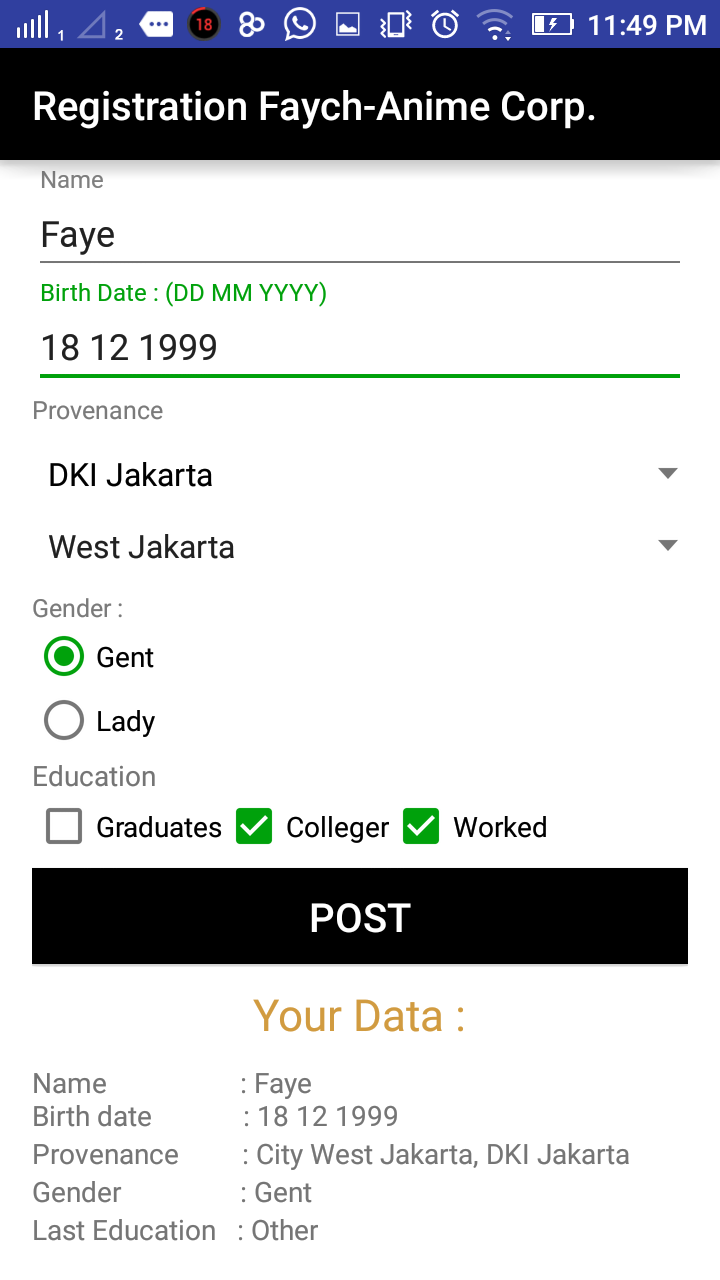 1 2 18 11:49 PM
Registration Faych-Anime Corp.
Name
Faye
Birth Date : (DD MM YYYY)
18 12 1999
Provenance
DKI Jakarta
West Jakarta
Gender :
Gent
Lady
Education
Graduates Colleger Worked
POST
Your Data :
Name : Faye
Birth date : 18 12 1999
Provenance : City West Jakarta, DKI Jakarta
Gender : Gent
Last Education : Other